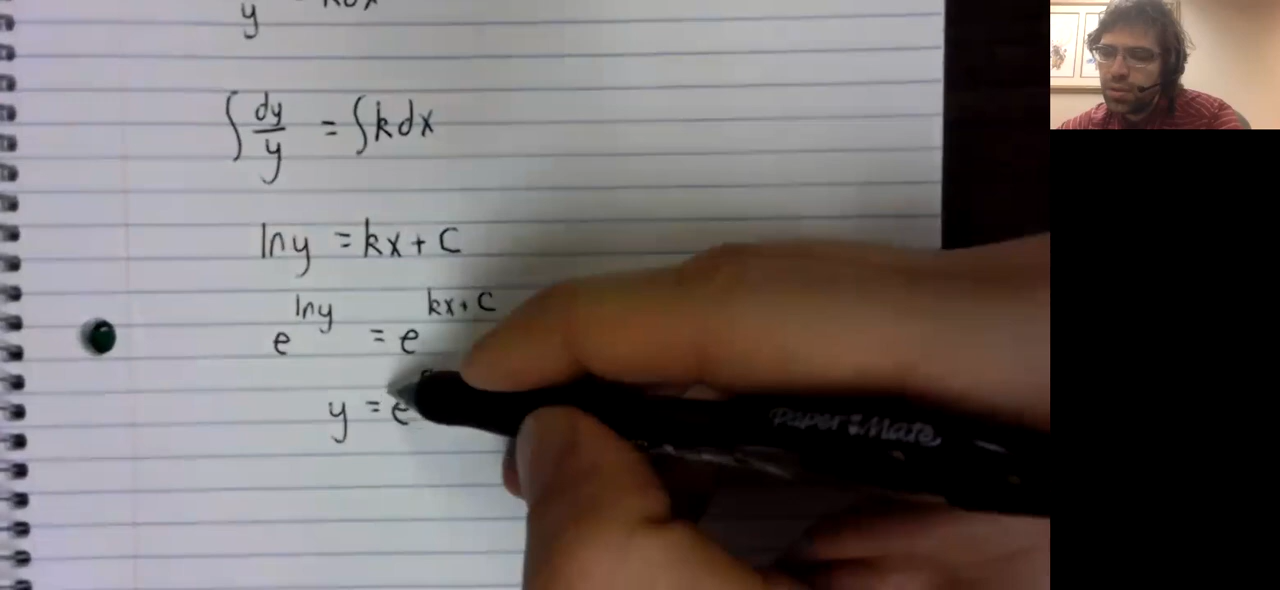 y
∫ dy/y = ∫ k dx
ln y = kx + C
e^(ln y) = e^(kx + C)
y = e
Paper:Mate